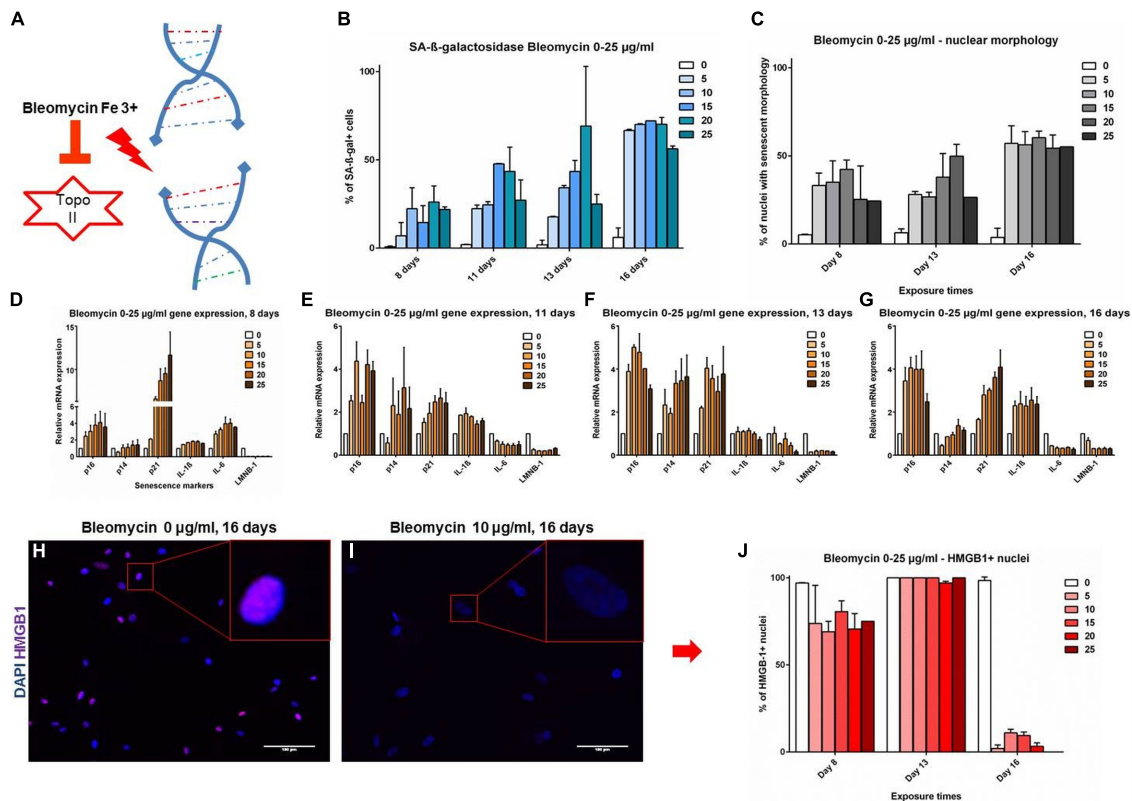 A
Bleomycin Fe 3+
Topo
II
B
SA-ß-galactosidase Bleomycin 0-25 µg/ml
% of SA-ß-gal+ cells
100
50
0
8 days
11 days
13 days
16 days
0
5
10
15
20
25
C
Bleomycin 0-25 µg/ml - nuclear morphology
% of nuclei with senescent morphology
100
50
0
Day 8
Day 13
Day 16
Exposure times
0
5
10
15
20
25
D
Bleomycin 0-25 µg/ml gene expression, 8 days
Relative mRNA expression
15
10
6
4
2
0
p16
p14
p21
IL-1ß
IL-6
LMNB-1
Senescence markers
0
5
10
15
20
25
E
Bleomycin 0-25 µg/ml gene expression, 11 days
Relative mRNA expression
6
4
2
0
p16
p14
p21
IL-1ß
IL-6
LMNB-1
0
5
10
15
20
25
F
Bleomycin 0-25 µg/ml gene expression, 13 days
Relative mRNA expression
6
4
2
0
p16
p14
p21
IL-1ß
IL-6
LMNB-1
0
5
10
15
20
25
G
Bleomycin 0-25 µg/ml gene expression, 16 days
Relative mRNA expression
6
4
2
0
p16
p14
p21
IL-1ß
IL-6
LMNB-1
0
5
10
15
20
25
Bleomycin 0 µg/ml, 16 days
H
DAPI HMGB1
100 µm
Bleomycin 10 µg/ml, 16 days
I
100 µm
J
Bleomycin 0-25 µg/ml - HMGB1+ nuclei
% of HMGB-1+ nuclei
100
50
0
Day 8
Day 13
Day 16
Exposure times
0
5
10
15
20
25